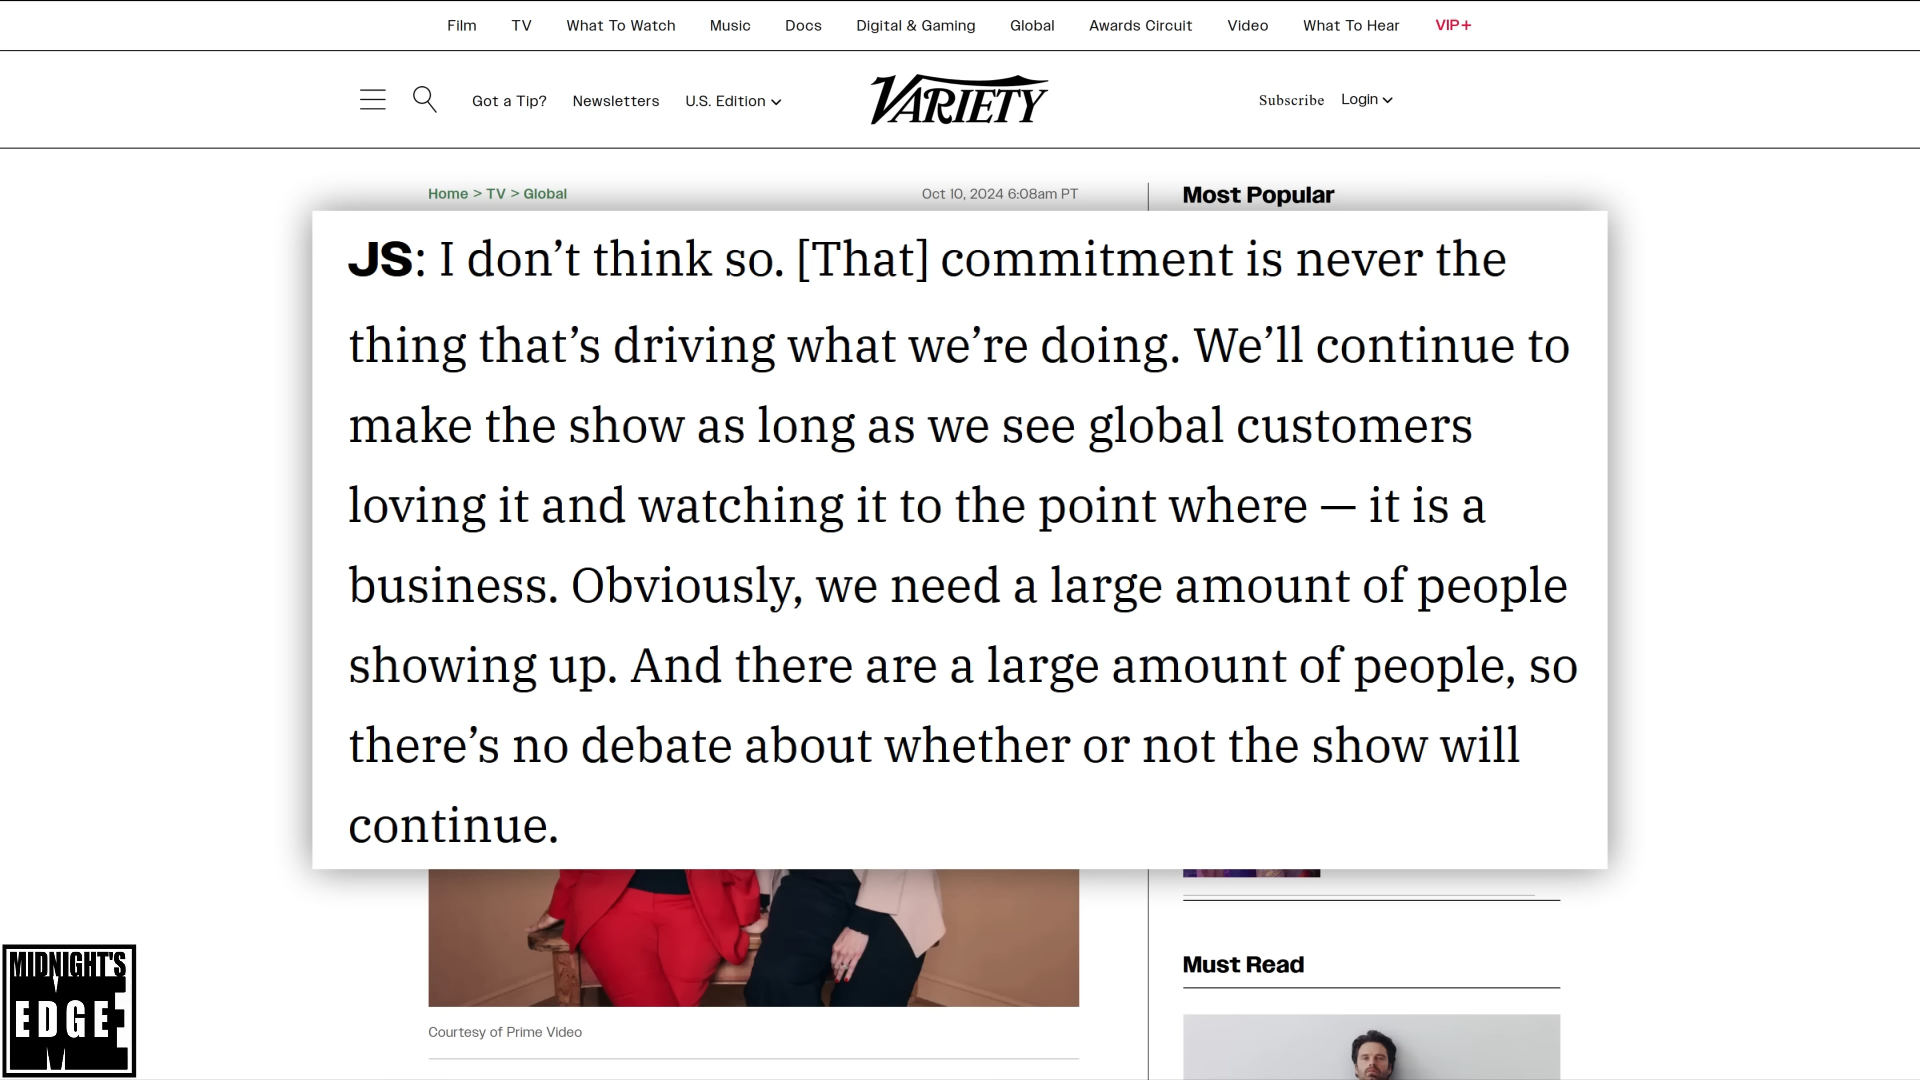 Film TV What To Watch Music Docs Digital & Gaming Global Awards Circuit Video What To Hear VIP+
Got a Tip? Newsletters U.S. Edition VARIETY Subscribe Login
Home > TV > Global Oct 10, 2024 6:08am PT Most Popular
JS: I don’t think so. [That] commitment is never the
thing that’s driving what we’re doing. We’ll continue to
make the show as long as we see global customers
loving it and watching it to the point where — it is a
business. Obviously, we need a large amount of people
showing up. And there are a large amount of people, so
there’s no debate about whether or not the show will
continue.
Must Read
Courtesy of Prime Video
MIDNIGHT'S
EDGE